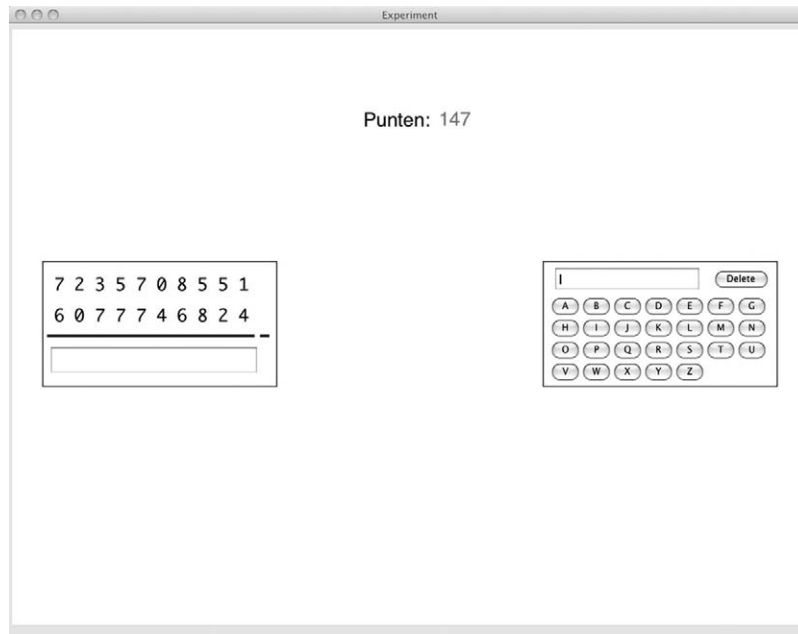 Experiment
Punten: 147
7 2 3 5 7 0 8 5 5 1
6 0 7 7 7 4 6 8 2 4
Delete
A B C D E F G
H I J K L M N
O P Q R S T U
V W X Y Z